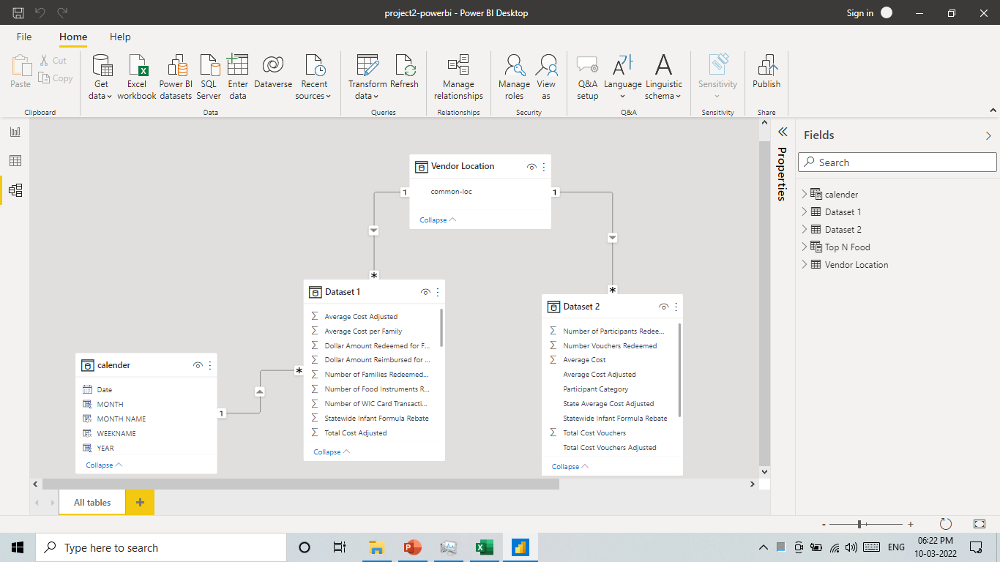 project2-powerbi - Power BI Desktop
Sign in
File Home Help
Paste
Cut
Copy
Clipboard
Get data
Excel workbook
Power BI datasets
SQL Server
Enter data
Dataverse
Recent sources
Data
Transform data
Refresh
Queries
Manage relationships
Relationships
Manage roles
View as
Security
Q&A setup
Language
Linguistic schema
Q&A
Sensitivity
Sensitivity
Publish
Share
Vendor Location
common-loc
Collapse
1
1
*
*
Dataset 1
Average Cost Adjusted
Average Cost per Family
Dollar Amount Redeemed for F...
Dollar Amount Reimbursed for ...
Number of Families Redeemed...
Number of Food Instruments R...
Number of WIC Card Transacti...
Statewide Infant Formula Rebate
Total Cost Adjusted
Collapse
Dataset 2
Number of Participants Redee...
Number Vouchers Redeemed
Average Cost
Average Cost Adjusted
Participant Category
State Average Cost Adjusted
Statewide Infant Formula Rebate
Total Cost Vouchers
Total Cost Vouchers Adjusted
Collapse
calender
Date
MONTH
MONTH NAME
WEEKNAME
YEAR
Collapse
1
*
Properties
Fields
Search
calender
Dataset 1
Dataset 2
Top N Food
Vendor Location
All tables
+
- +
Type here to search
ENG
06:22 PM
10-03-2022